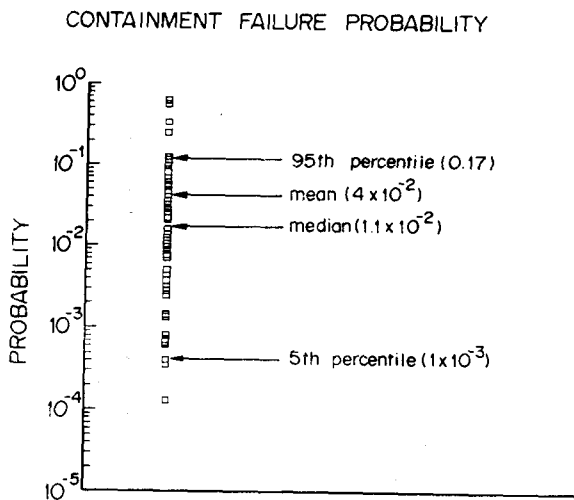 CONTAINMENT FAILURE PROBABILITY
10⁰
10⁻¹
10⁻²
10⁻³
10⁻⁴
10⁻⁵
PROBABILITY
95th percentile (0.17)
mean (4 x 10⁻²)
median (1.1 x 10⁻²)
5th percentile (1 x 10⁻³)